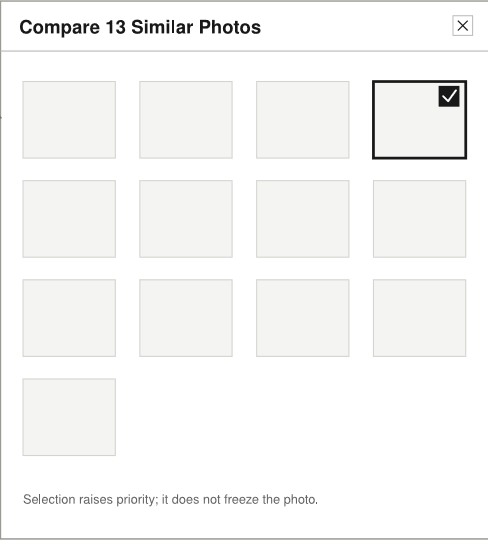 Compare 13 Similar Photos
Selection raises priority; it does not freeze the photo.